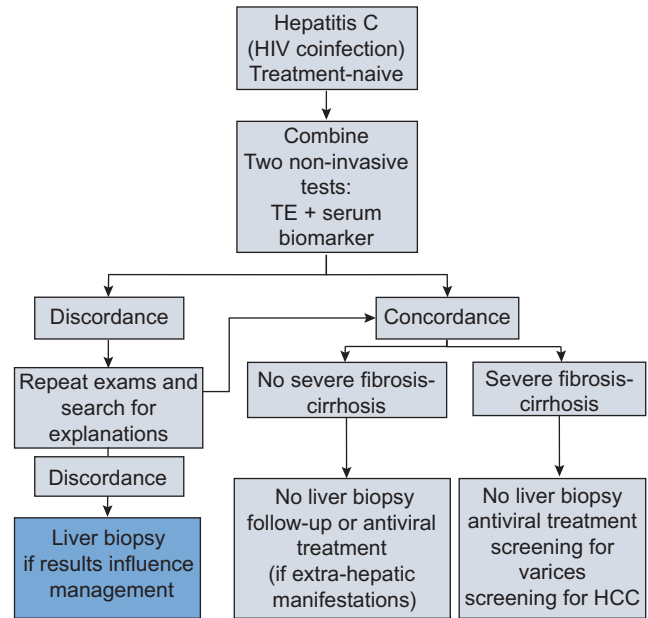 Hepatitis C
(HIV coinfection)
Treatment-naive
Combine
Two non-invasive
tests:
TE + serum
biomarker
Discordance
Concordance
Repeat exams and
search for
explanations
No severe fibrosis-
cirrhosis
Severe fibrosis-
cirrhosis
Discordance
Liver biopsy
if results influence
management
No liver biopsy
follow-up or antiviral
treatment
(if extra-hepatic
manifestations)
No liver biopsy
antiviral treatment
screening for
varices
screening for HCC